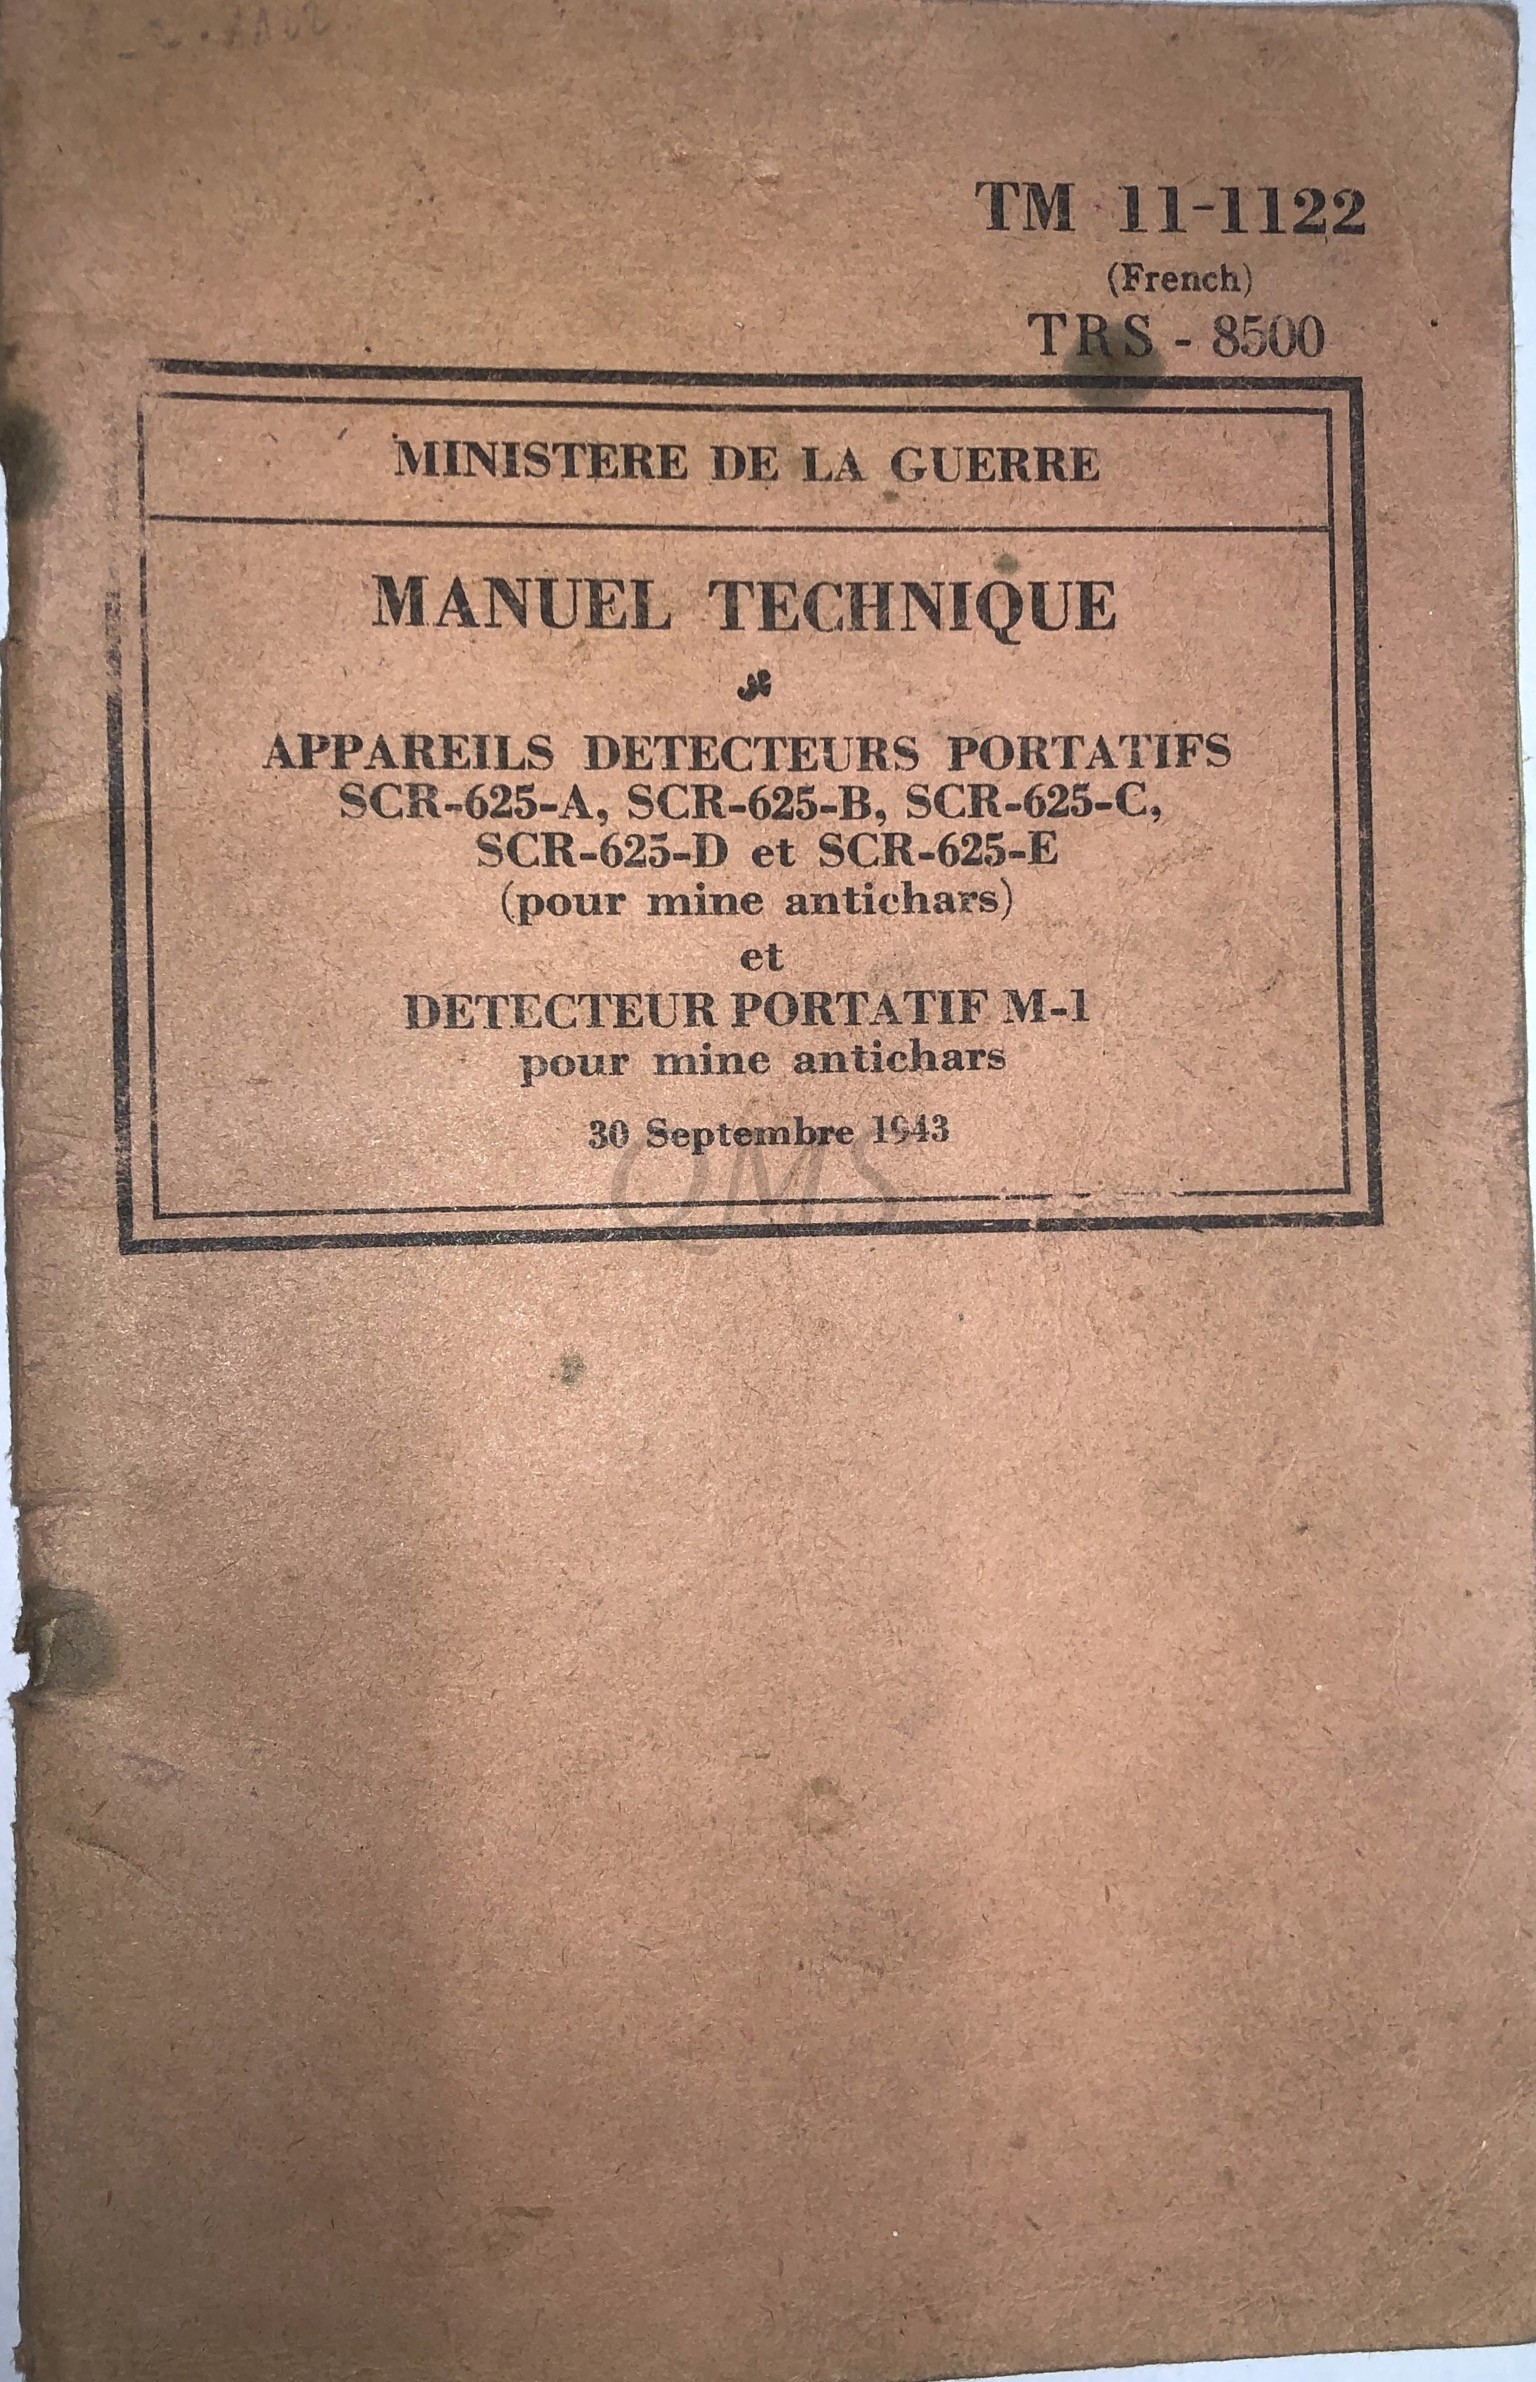 TM 11-1122
(French)
TRS - 8500
MINISTERE DE LA GUERRE
MANUEL TECHNIQUE
APPAREILS DETECTEURS PORTATIFS
SCR-625-A, SCR-625-B, SCR-625-C,
SCR-625-D et SCR-625-E
(pour mine antichars)
et
DETECTEUR PORTATIF M-1
pour mine antichars
30 Septembre 1943
QMS